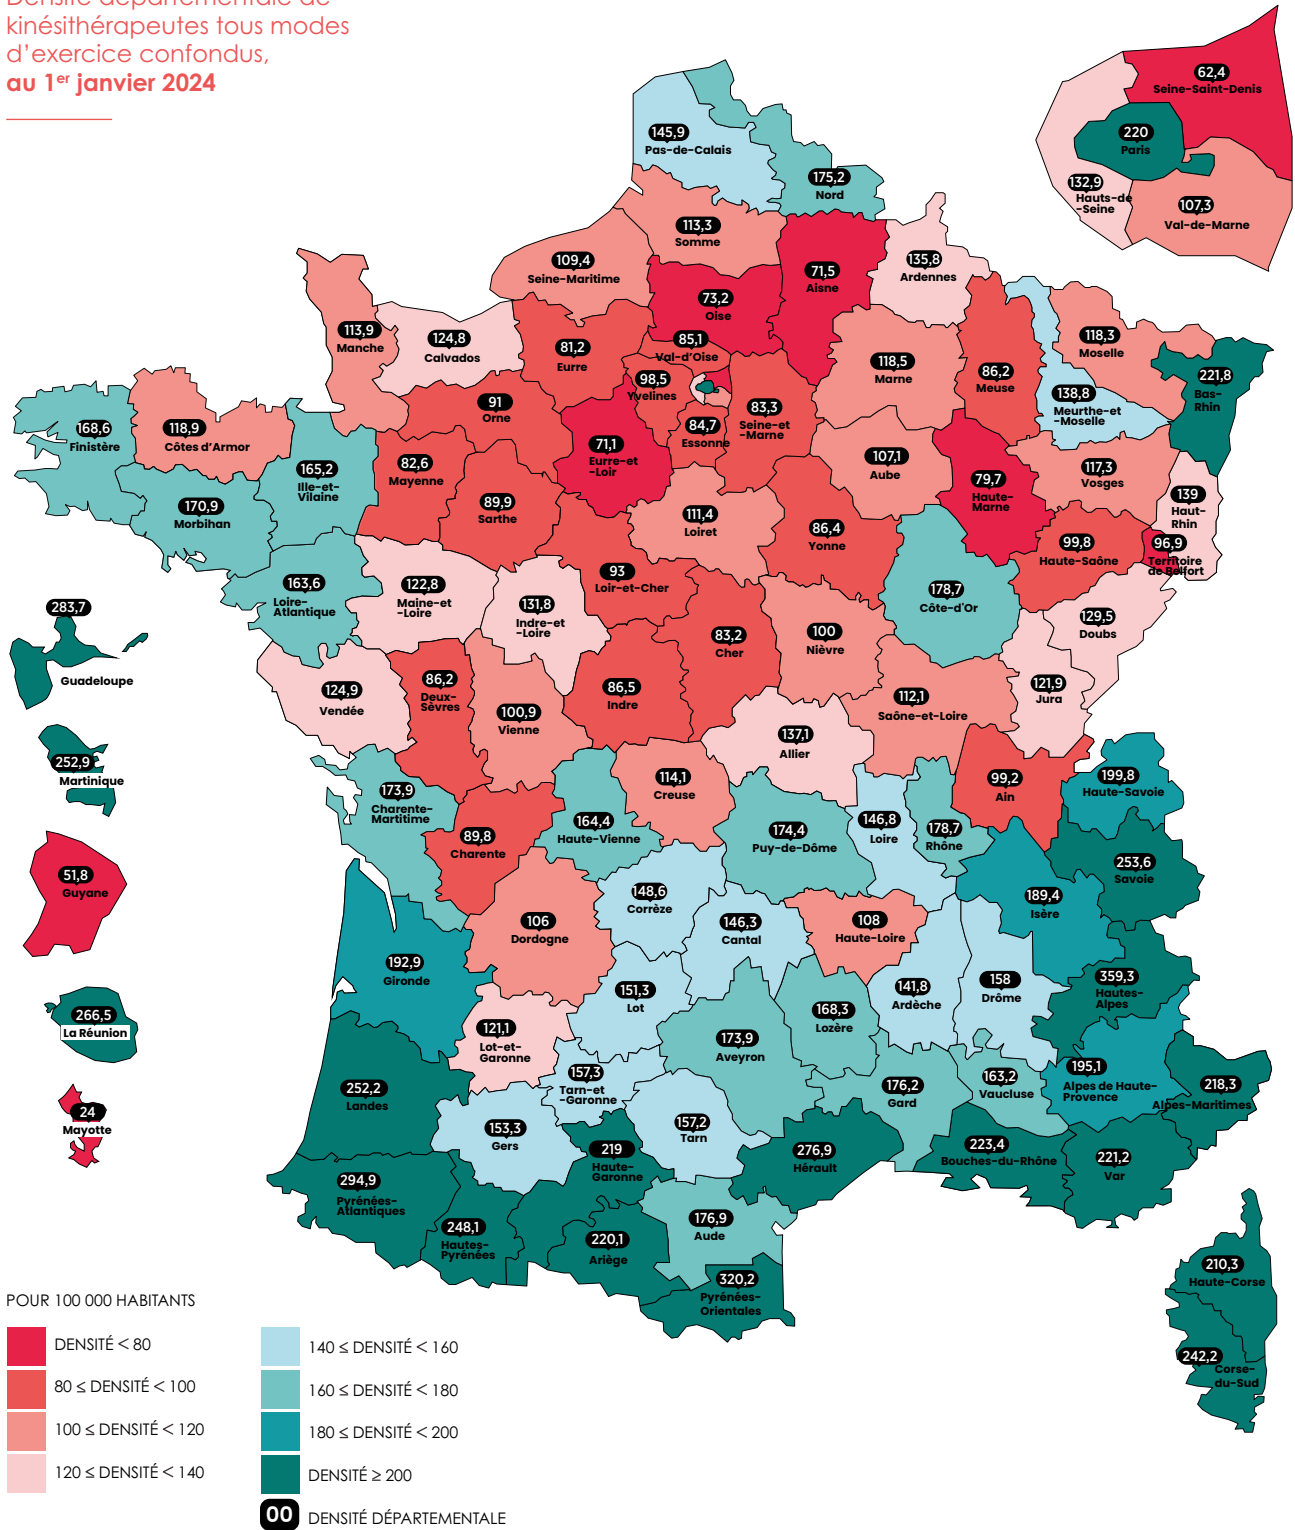 Densité départementale de
kinésithérapeutes tous modes
d’exercice confondus,
au 1er janvier 2024
62,4
Seine-Saint-Denis
220
Paris
132,9
Hauts-de
-Seine
107,3
Val-de-Marne
145,9
Pas-de-Calais
175,2
Nord
113,3
Somme
109,4
Seine-Maritime
73,2
Oise
71,5
Aisne
135,8
Ardennes
113,9
Manche
124,8
Calvados
81,2
Eurre
85,1
Val-d’Oise
98,5
Yvelines
84,7
Essonne
83,3
Seine-et
-Marne
118,5
Marne
86,2
Meuse
118,3
Moselle
138,8
Meurthe-et
-Moselle
221,8
Bas-
Rhin
168,6
Finistère
118,9
Côtes d’Armor
91
Orne
71,1
Eurre-et
-Loir
107,1
Aube
79,7
Haute-
Marne
117,3
Vosges
139
Haut-
Rhin
165,2
Ille-et-
Vilaine
82,6
Mayenne
89,9
Sarthe
170,9
Morbihan
111,4
Loiret
86,4
Yonne
99,8
Haute-Saône
96,9
Territoire
de Belfort
163,6
Loire-
Atlantique
122,8
Maine-et
-Loire
131,8
Indre-et
-Loire
93
Loir-et-Cher
178,7
Côte-d’Or
129,5
Doubs
283,7
Guadeloupe
83,2
Cher
100
Nièvre
124,9
Vendée
86,2
Deux-
Sèvres
100,9
Vienne
86,5
Indre
112,1
Saône-et-Loire
121,9
Jura
137,1
Allier
252,9
Martinique
173,9
Charente-
Martitime
114,1
Creuse
99,2
Ain
199,8
Haute-Savoie
89,8
Charente
164,4
Haute-Vienne
174,4
Puy-de-Dôme
146,8
Loire
178,7
Rhône
253,6
Savoie
51,8
Guyane
148,6
Corrèze
189,4
Isère
106
Dordogne
146,3
Cantal
108
Haute-Loire
192,9
Gironde
151,3
Lot
168,3
Lozère
141,8
Ardèche
158
Drôme
359,3
Hautes-
Alpes
266,5
La Réunion
121,1
Lot-et-
Garonne
173,9
Aveyron
252,2
Landes
157,3
Tarn-et
-Garonne
176,2
Gard
163,2
Vaucluse
195,1
Alpes de Haute-
Provence
218,3
Alpes-Maritimes
24
Mayotte
153,3
Gers
157,2
Tarn
219
Haute-
Garonne
276,9
Hérault
223,4
Bouches-du-Rhône
221,2
Var
294,9
Pyrénées-
Atlantiques
248,1
Hautes-
Pyrénées
220,1
Ariège
176,9
Aude
320,2
Pyrénées-
Orientales
210,3
Haute-Corse
242,2
Corse-
du-Sud
POUR 100 000 HABITANTS
DENSITÉ < 80
80 ≤ DENSITÉ < 100
100 ≤ DENSITÉ < 120
120 ≤ DENSITÉ < 140
140 ≤ DENSITÉ < 160
160 ≤ DENSITÉ < 180
180 ≤ DENSITÉ < 200
DENSITÉ ≥ 200
00 DENSITÉ DÉPARTEMENTALE